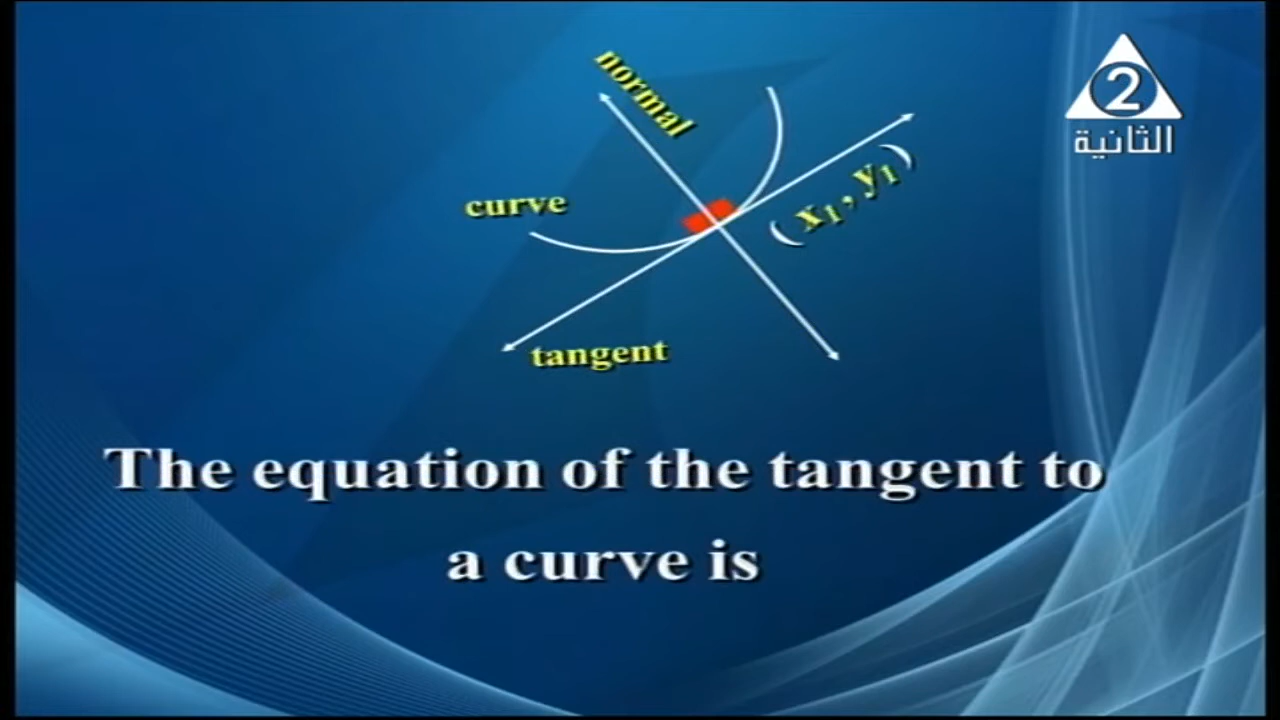 normal
2
الثانية
curve
(x₁, y₁)
tangent
The equation of the tangent to
a curve is